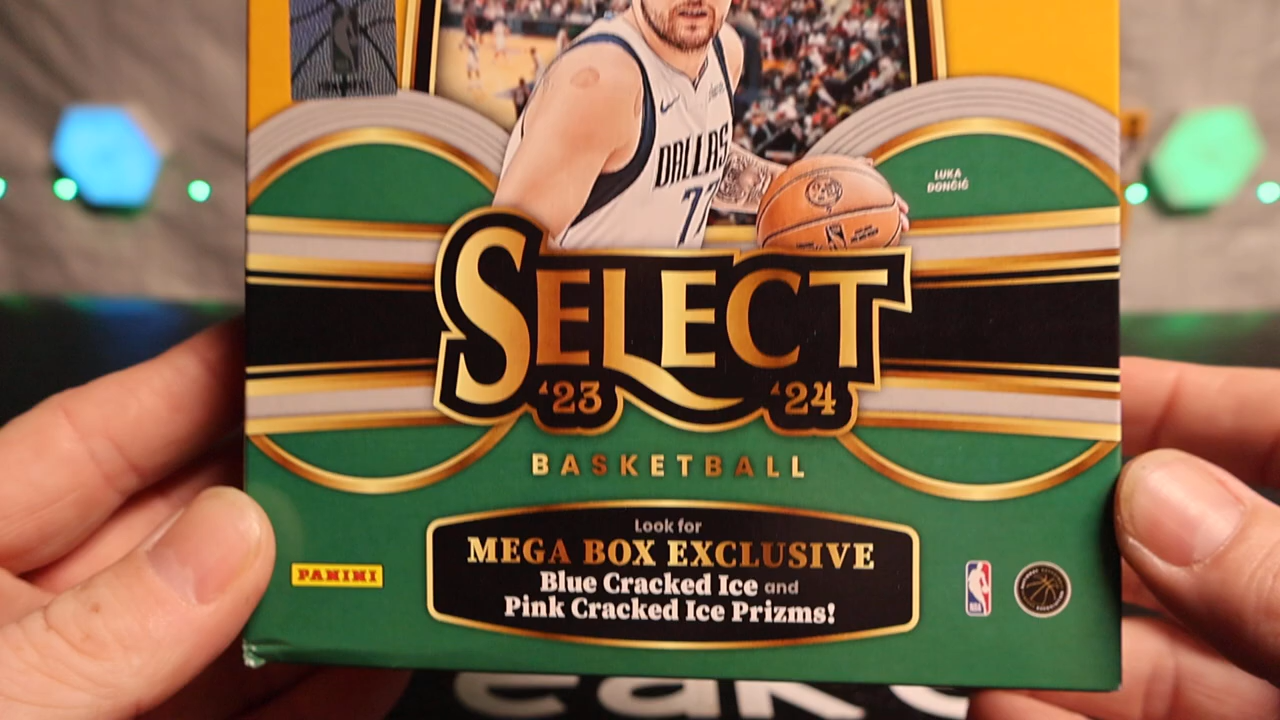 DALLAS
77
LUKA
DONČIĆ
SELECT
'23 '24
BASKETBALL
Look for
MEGA BOX EXCLUSIVE
Blue Cracked Ice and
Pink Cracked Ice Prizms!
PANINI
NBA